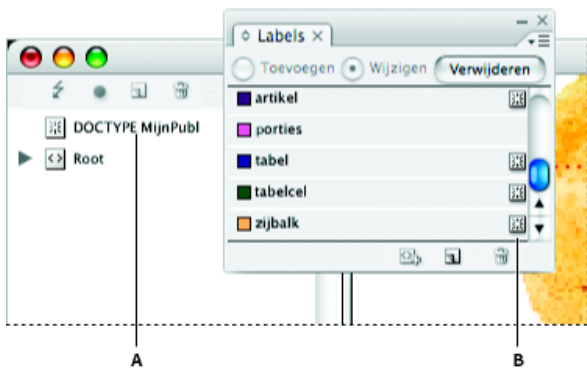 Labels
Toevoegen Wijzigen Verwijderen
artikel
DOCTYPE MijnPubl
porties
Root
tabel
tabelcel
zijbalk
A B